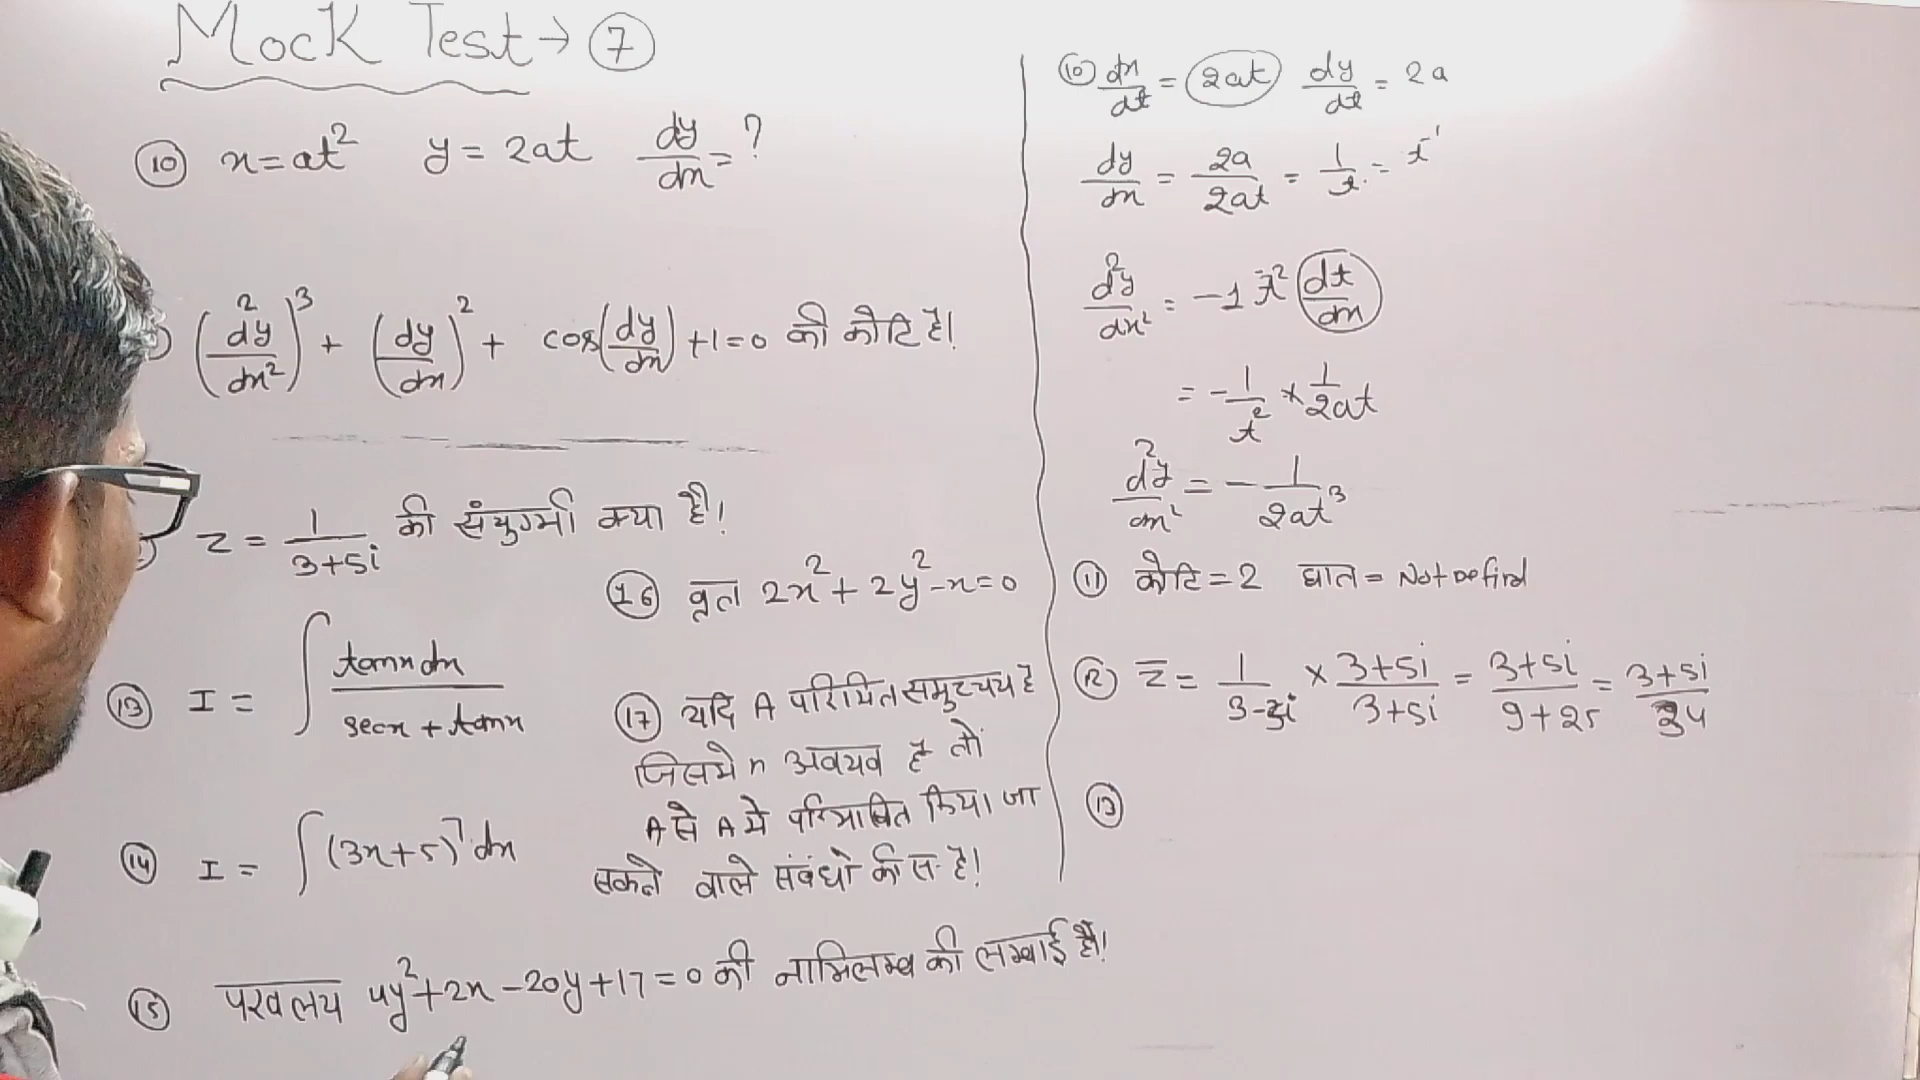 Mock Test → ⑦
⑩ x = at² y = 2at dy/dx = ?
(d²y/dx²)³ + (dy/dx)² + cos(dy/dx) + 1 = 0 की कोटि है।
z = 1/(3+5i) की संयुग्मी क्या है।
⑬ I = ∫ tanx dx / (secx + tanx)
⑭ I = ∫ (3x+5)⁷ dx
⑯ वृत 2x² + 2y² - x = 0
⑰ यदि A परिमित समुच्चय है
जिसमे n अवयव है तो
A से A मे परिभाषित किया जा
सकने वाले संबंधो की सं. है।
⑮ परवलय 4y² + 2x - 20y + 17 = 0 की नाभिलम्ब की लम्बाई है।
⑩ dx/dt = 2at dy/dt = 2a
dy/dx = 2a/2at = 1/t = t⁻¹
d²y/dx² = -1 t⁻² dt/dx
= - 1/t² × 1/2at
d²y/dx² = - 1/2at³
⑪ कोटि = 2 घात = Not Defind
⑫ z̄ = 1/(3-5i) × (3+5i)/(3+5i) = (3+5i)/(9+25) = (3+5i)/34
⑬